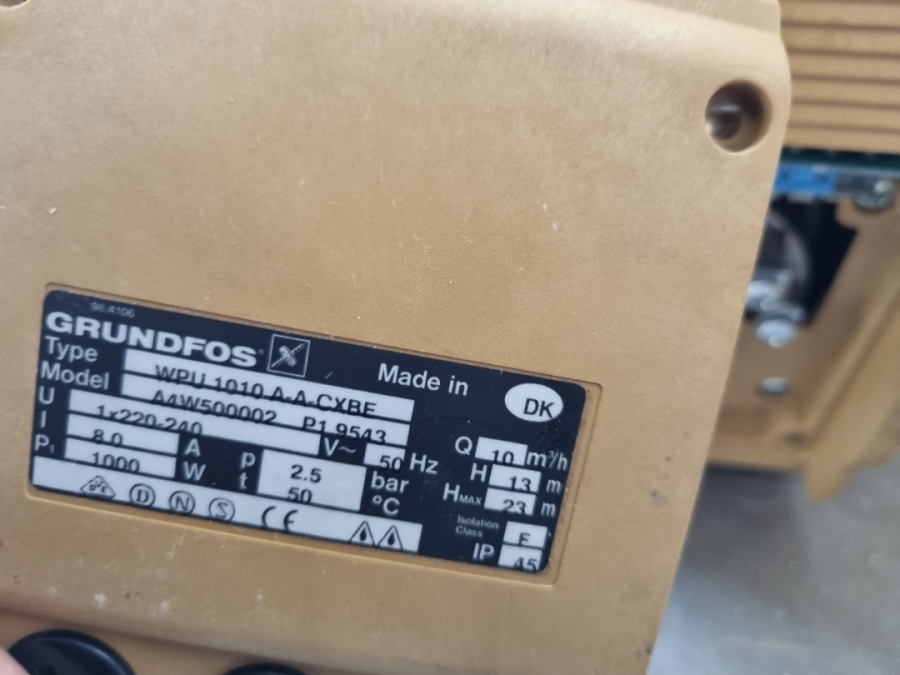 96.4106
GRUNDFOS
Made in DK
Type WPU 1010 A-A-CXBE
Model A4W500002 P1 9543
U 1x220-240 V~ 50 Hz
I 8.0 A
P1 1000 W
p 2.5 bar
t 50 °C
Q 10 m³/h
H 13 m
HMAX 23 m
Isolation Class F
IP 45
D N S CE